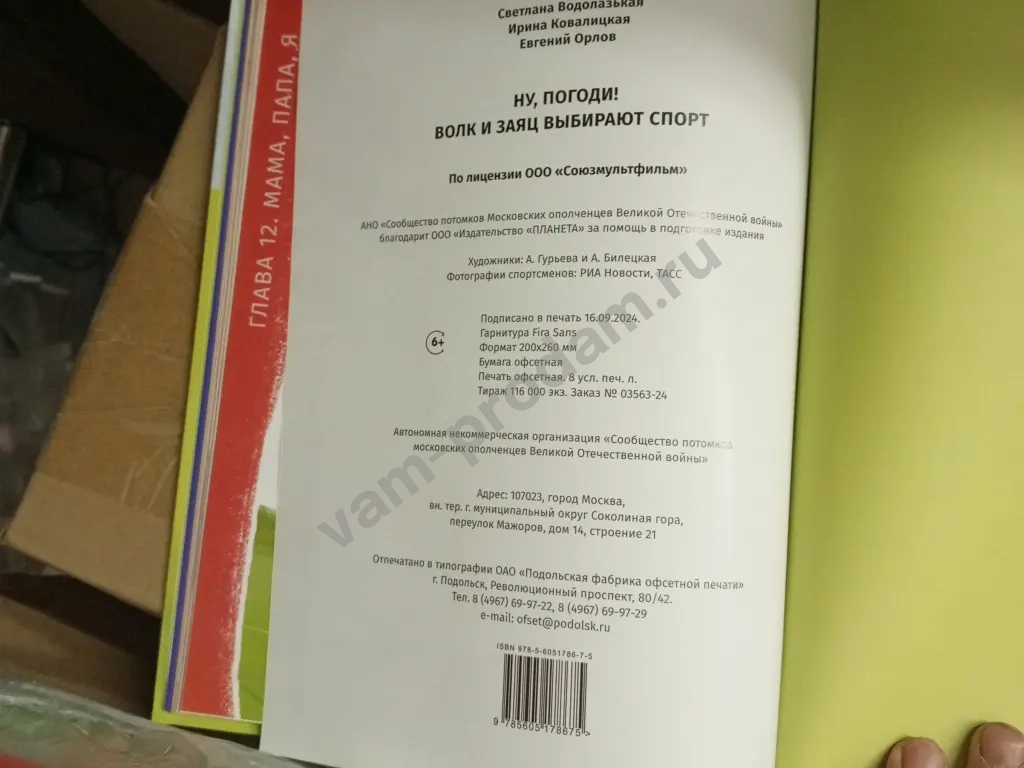 ГЛАВА 12. МАМА, ПАПА, Я
Светлана Водолазькая
Ирина Ковалицкая
Евгений Орлов
НУ, ПОГОДИ!
ВОЛК И ЗАЯЦ ВЫБИРАЮТ СПОРТ
По лицензии ООО «Союзмультфильм»
АНО «Сообщество потомков Московских ополченцев Великой Отечественной войны»
благодарит ООО «Издательство «ПЛАНЕТА» за помощь в подготовке издания
Художники: А. Гурьева и А. Билецкая
Фотографии спортсменов: РИА Новости, ТАСС
6+
Подписано в печать 16.09.2024.
Гарнитура Fira Sans
Формат 200х260 мм
Бумага офсетная
Печать офсетная. 8 усл. печ. л.
Тираж 116 000 экз. Заказ № 03563-24
Автономная некоммерческая организация «Сообщество потомков
московских ополченцев Великой Отечественной войны»
Адрес: 107023, город Москва,
вн. тер. г. муниципальный округ Соколиная гора,
переулок Мажоров, дом 14, строение 21
Отпечатано в типографии ОАО «Подольская фабрика офсетной печати»
г. Подольск, Революционный проспект, 80/42.
Тел. 8 (4967) 69-97-22, 8 (4967) 69-97-29
e-mail: ofset@podolsk.ru
ISBN 978-5-6051786-7-5
9 785605 178675 >
vam-prodam.ru